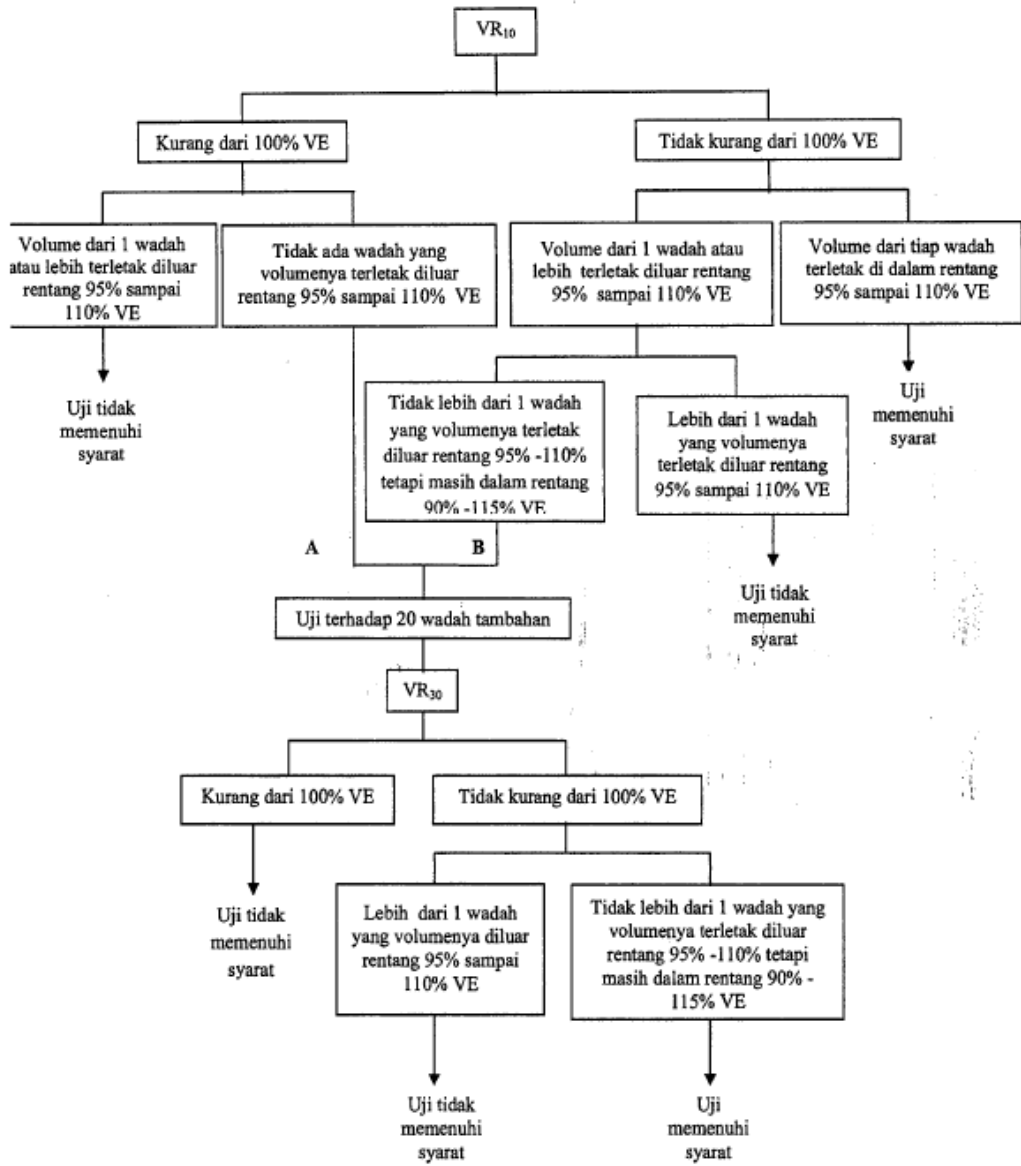 VR₁₀
Kurang dari 100% VE
Tidak kurang dari 100% VE
Volume dari 1 wadah
atau lebih terletak diluar
rentang 95% sampai
110% VE
Tidak ada wadah yang
volumenya terletak diluar
rentang 95% sampai 110% VE
Volume dari 1 wadah atau
lebih terletak diluar rentang
95% sampai 110% VE
Volume dari tiap wadah
terletak di dalam rentang
95% sampai 110% VE
Uji tidak
memenuhi
syarat
Tidak lebih dari 1 wadah
yang volumenya terletak
diluar rentang 95% -110%
tetapi masih dalam rentang
90% -115% VE
Lebih dari 1 wadah
yang volumenya
terletak diluar rentang
95% sampai 110% VE
Uji
memenuhi
syarat
A
B
Uji tidak
memenuhi
syarat
Uji terhadap 20 wadah tambahan
VR₃₀
Kurang dari 100% VE
Tidak kurang dari 100% VE
Uji tidak
memenuhi
syarat
Lebih dari 1 wadah
yang volumenya diluar
rentang 95% sampai
110% VE
Tidak lebih dari 1 wadah yang
volumenya terletak diluar
rentang 95% -110% tetapi
masih dalam rentang 90% -
115% VE
Uji tidak
memenuhi
syarat
Uji
memenuhi
syarat